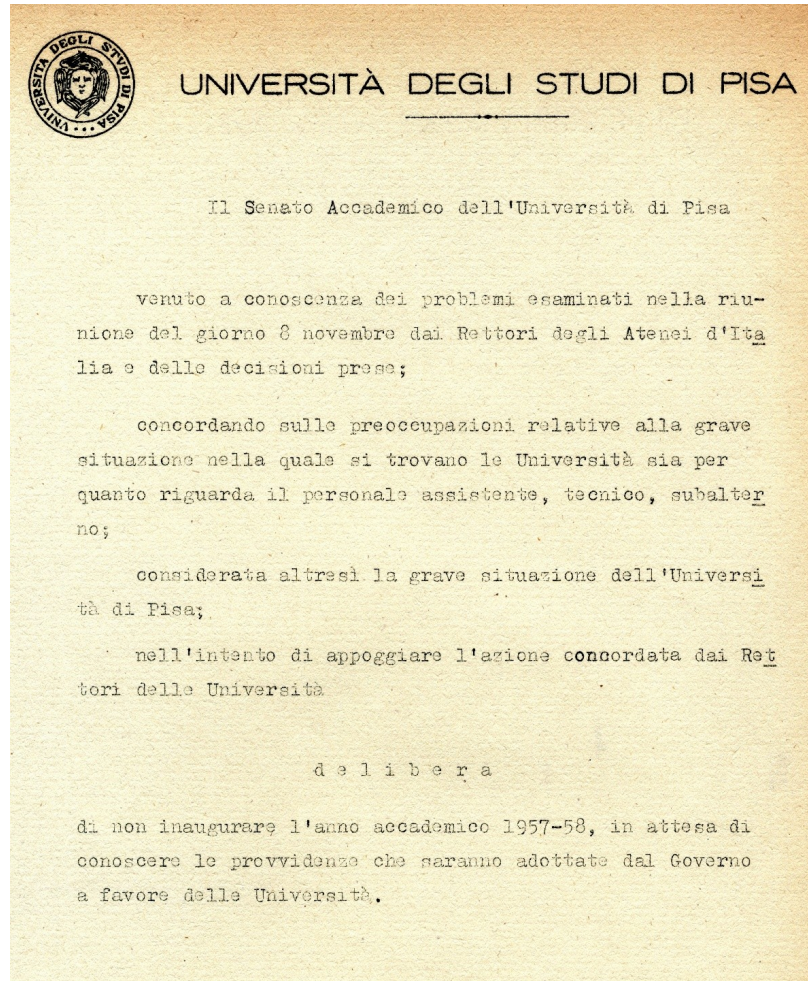 UNIVERSITÀ DEGLI STUDI DI PISA ...
UNIVERSITÀ DEGLI STUDI DI PISA
Il Senato Accademico dell'Università di Pisa
venuto a conoscenza dei problemi esaminati nella riu-
nione del giorno 8 novembre dai Rettori degli Atenei d'Ita
lia e delle decisioni prese;
concordando sulle preoccupazioni relative alla grave
situazione nella quale si trovano le Università sia per
quanto riguarda il personale assistente, tecnico, subalter
no;
considerata altresì la grave situazione dell'Universi
tà di Pisa;
nell'intento di appoggiare l'azione concordata dai Ret
tori delle Università
d e l i b e r a
di non inaugurare l'anno accademico 1957-58, in attesa di
conoscere le provvidenze che saranno adottate dal Governo
a favore delle Università.